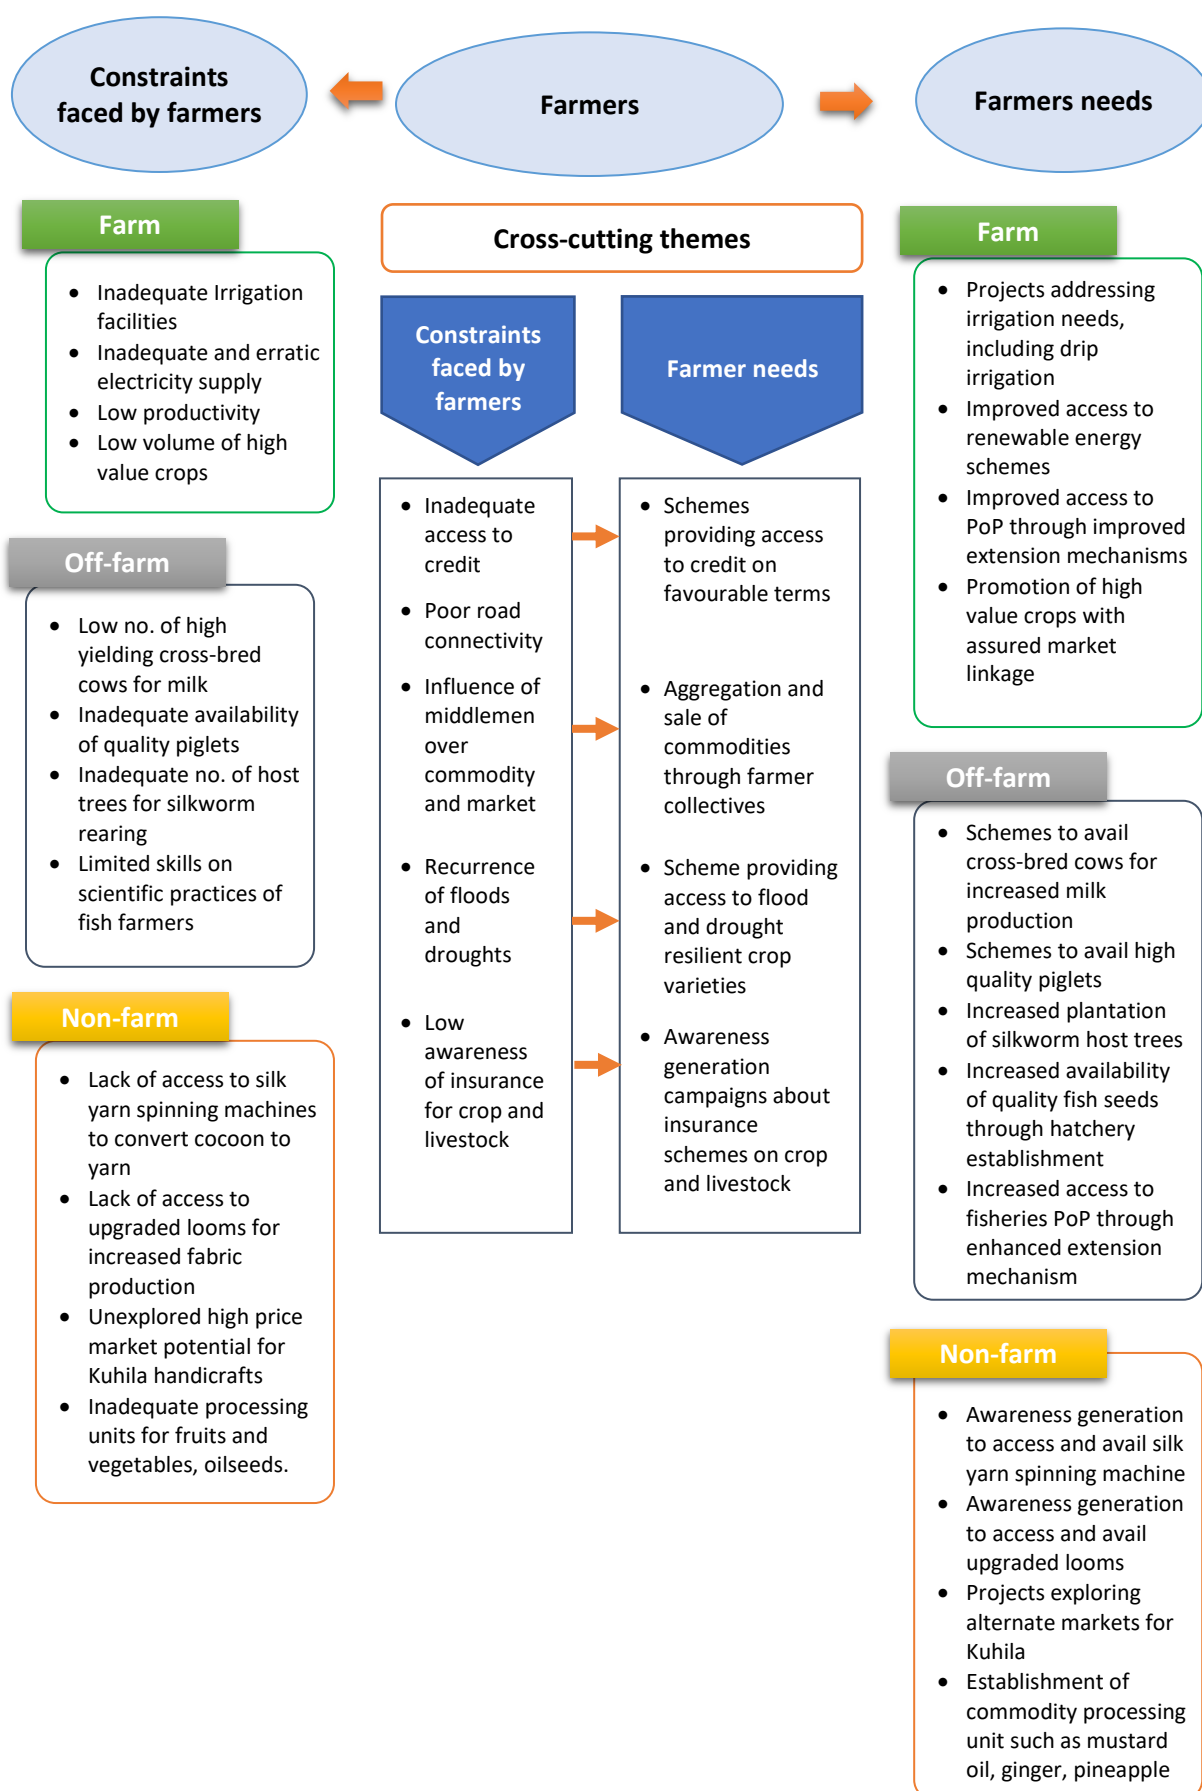 Constraints
faced by farmers
Farmers
Farmers needs
Farm
• Inadequate Irrigation
facilities
• Inadequate and erratic
electricity supply
• Low productivity
• Low volume of high
value crops
Off-farm
• Low no. of high
yielding cross-bred
cows for milk
• Inadequate availability
of quality piglets
• Inadequate no. of host
trees for silkworm
rearing
• Limited skills on
scientific practices of
fish farmers
Non-farm
• Lack of access to silk
yarn spinning machines
to convert cocoon to
yarn
• Lack of access to
upgraded looms for
increased fabric
production
• Unexplored high price
market potential for
Kuhila handicrafts
• Inadequate processing
units for fruits and
vegetables, oilseeds.
Cross-cutting themes
Constraints
faced by
farmers
• Inadequate
access to
credit
• Poor road
connectivity
• Influence of
middlemen
over
commodity
and market
• Recurrence
of floods
and
droughts
• Low
awareness
of insurance
for crop and
livestock
Farmer needs
• Schemes
providing access
to credit on
favourable terms
• Aggregation and
sale of
commodities
through farmer
collectives
• Scheme providing
access to flood
and drought
resilient crop
varieties
• Awareness
generation
campaigns about
insurance
schemes on crop
and livestock
Farm
• Projects addressing
irrigation needs,
including drip
irrigation
• Improved access to
renewable energy
schemes
• Improved access to
PoP through improved
extension mechanisms
• Promotion of high
value crops with
assured market
linkage
Off-farm
• Schemes to avail
cross-bred cows for
increased milk
production
• Schemes to avail high
quality piglets
• Increased plantation
of silkworm host trees
• Increased availability
of quality fish seeds
through hatchery
establishment
• Increased access to
fisheries PoP through
enhanced extension
mechanism
Non-farm
• Awareness generation
to access and avail silk
yarn spinning machine
• Awareness generation
to access and avail
upgraded looms
• Projects exploring
alternate markets for
Kuhila
• Establishment of
commodity processing
unit such as mustard
oil, ginger, pineapple